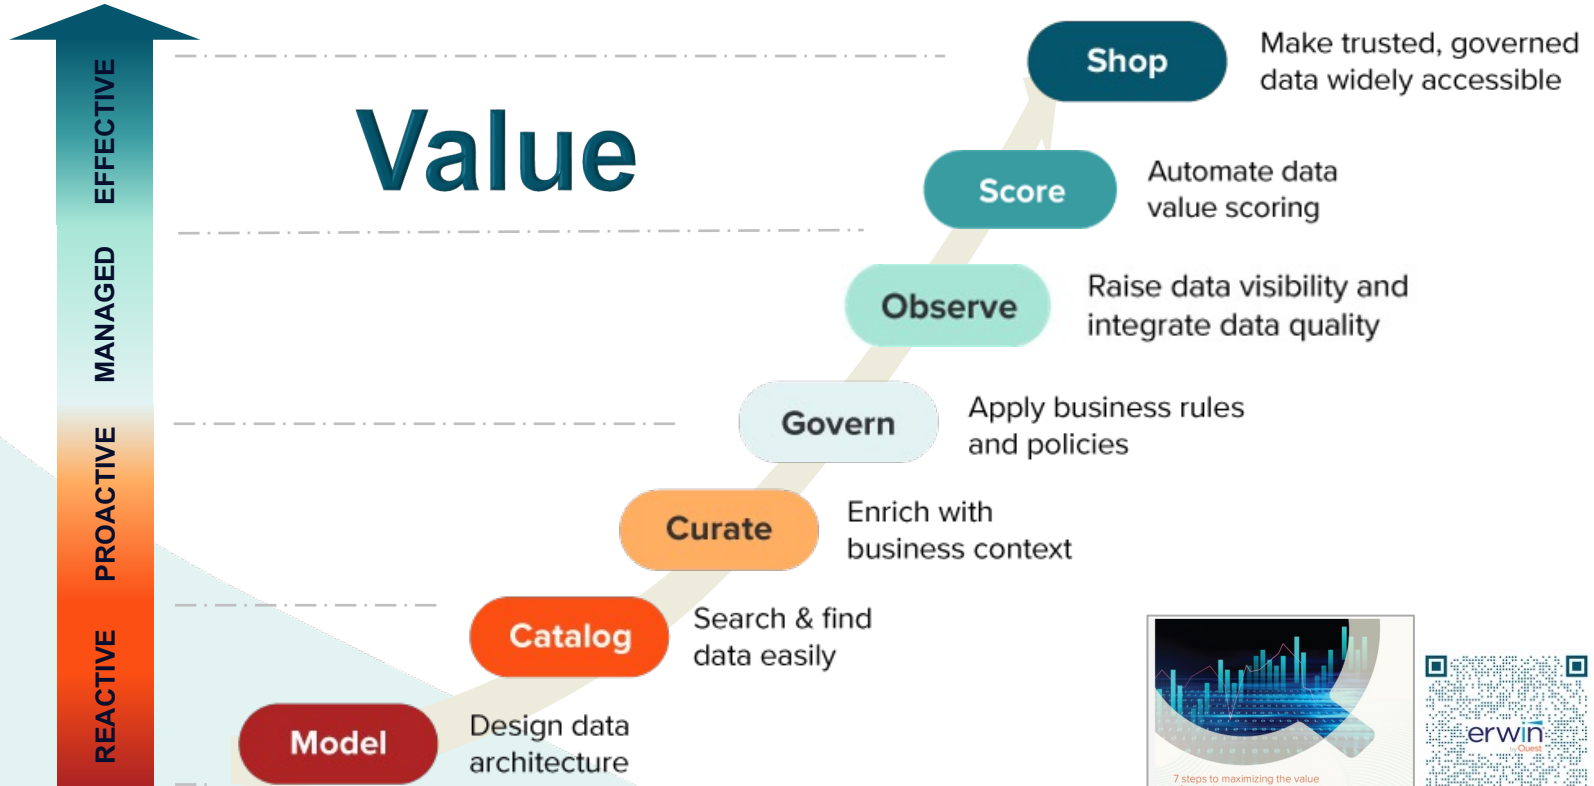 EFFECTIVE
MANAGED
PROACTIVE
REACTIVE
Value
Shop
Make trusted, governed
data widely accessible
Score
Automate data
value scoring
Observe
Raise data visibility and
integrate data quality
Govern
Apply business rules
and policies
Curate
Enrich with
business context
Catalog
Search & find
data easily
Model
Design data
architecture
7 steps to maximizing the value
erwin
by Quest